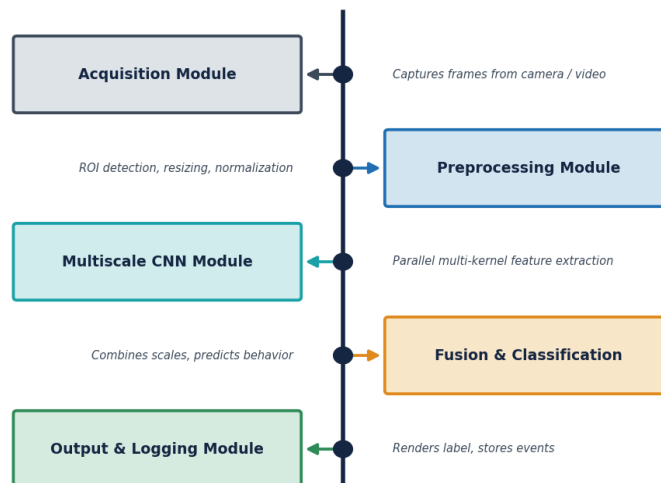 Acquisition Module
Captures frames from camera / video
ROI detection, resizing, normalization
Preprocessing Module
Multiscale CNN Module
Parallel multi-kernel feature extraction
Combines scales, predicts behavior
Fusion & Classification
Output & Logging Module
Renders label, stores events